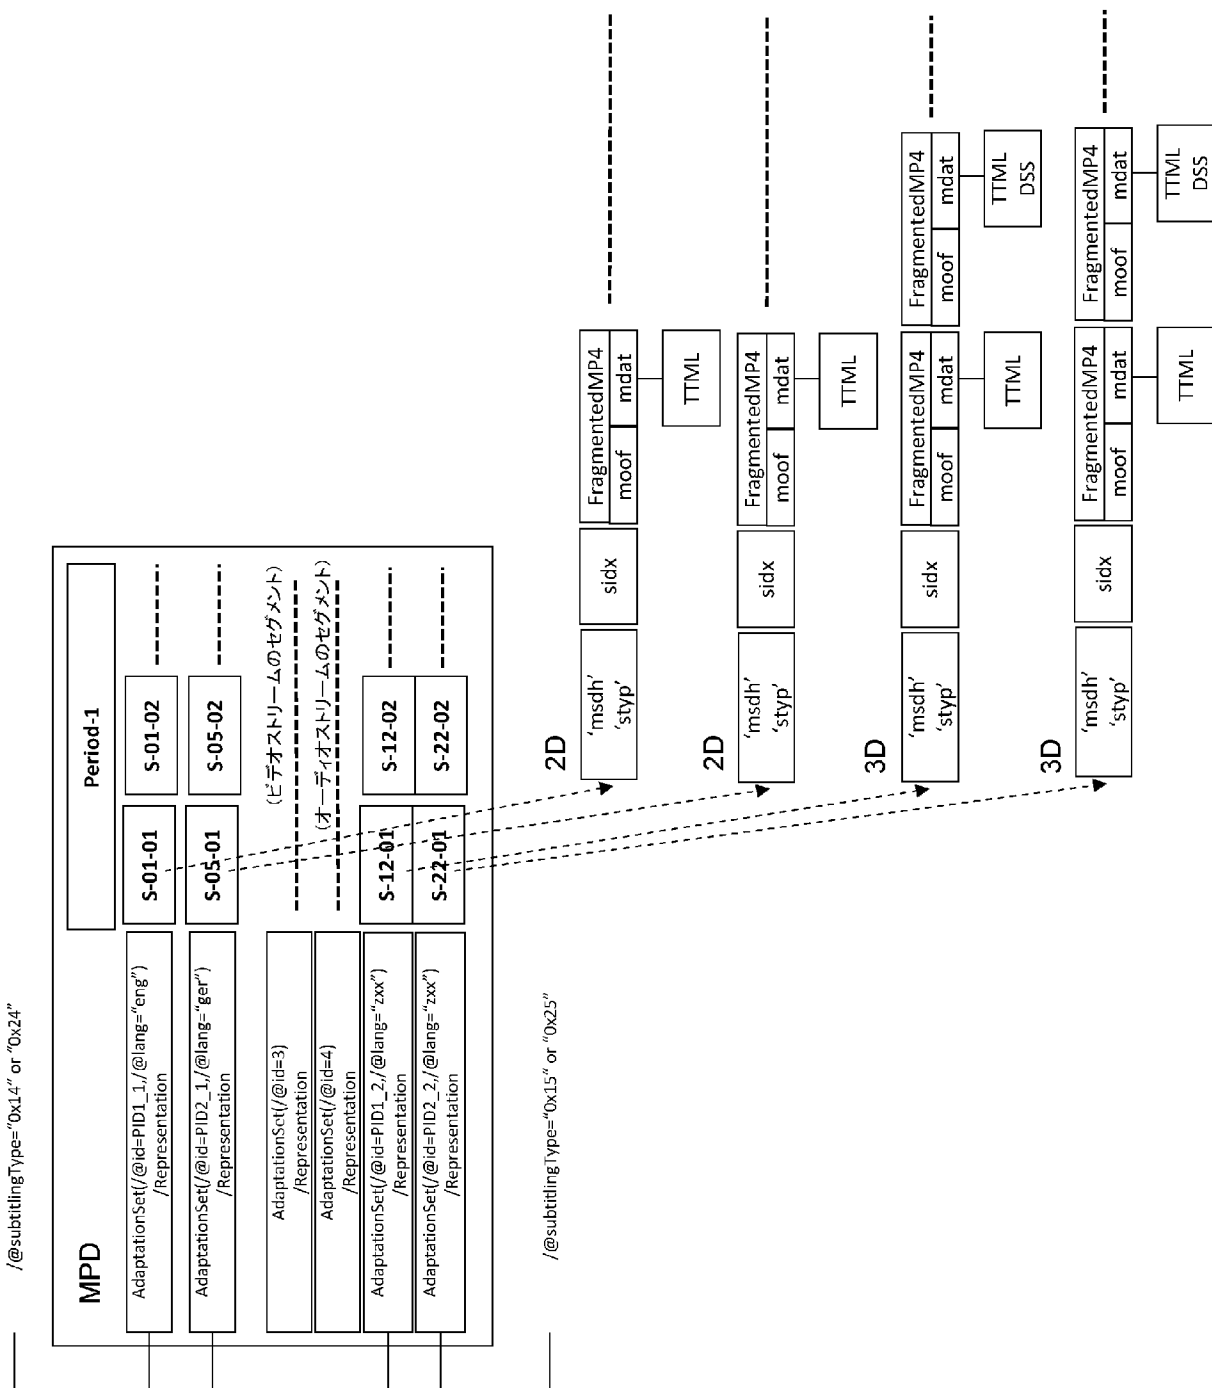 /@subtitlingType="0x14" or "0x24"
MPD
Period-1
AdaptationSet(/@id=PID1_1,/@lang="eng")
/Representation
S-01-01
S-01-02
AdaptationSet(/@id=PID2_1,/@lang="ger")
/Representation
S-05-01
S-05-02
AdaptationSet(/@id=3)
/Representation
(ビデオストリームのセグメント)
AdaptationSet(/@id=4)
/Representation
(オーディオストリームのセグメント)
AdaptationSet(/@id=PID1_2,/@lang="zxx")
/Representation
S-12-01
S-12-02
AdaptationSet(/@id=PID2_2,/@lang="zxx")
/Representation
S-22-01
S-22-02
/@subtitlingType="0x15" or "0x25"
2D
'msdh'
'styp'
sidx
FragmentedMP4
moof
mdat
TTML
2D
'msdh'
'styp'
sidx
FragmentedMP4
moof
mdat
TTML
3D
'msdh'
'styp'
sidx
FragmentedMP4
moof
mdat
TTML
FragmentedMP4
moof
mdat
TTML
DSS
3D
'msdh'
'styp'
sidx
FragmentedMP4
moof
mdat
TTML
FragmentedMP4
moof
mdat
TTML
DSS